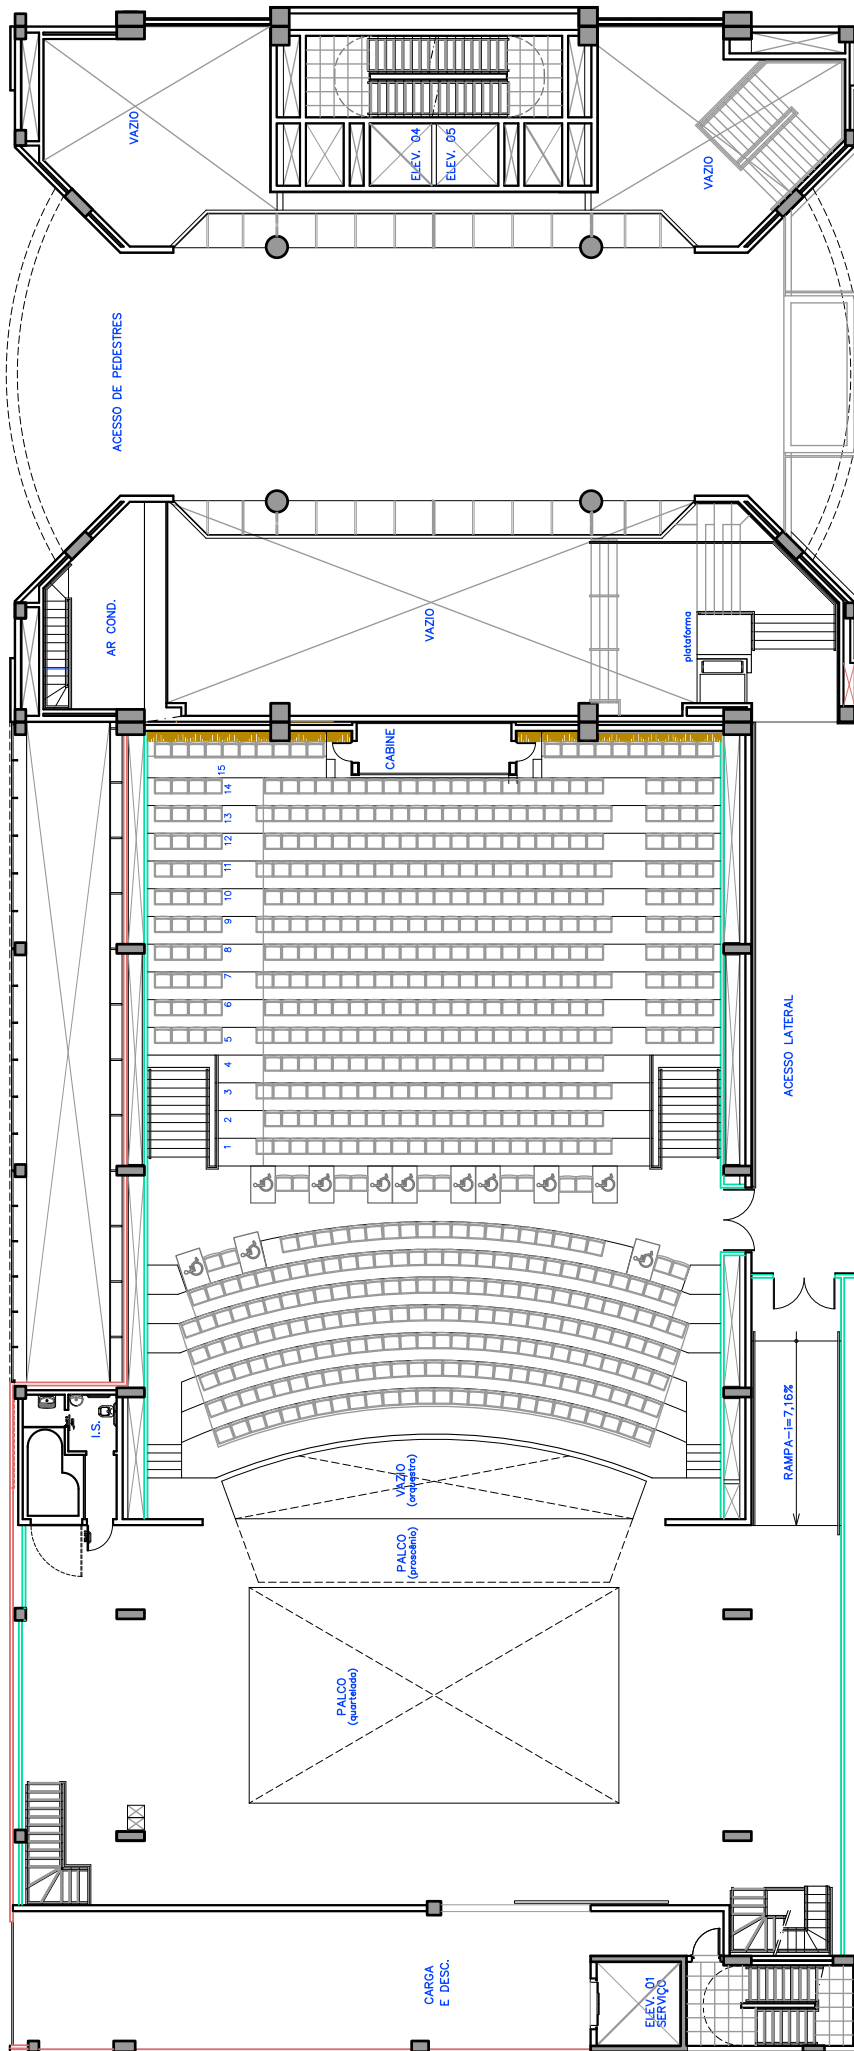 VAZIO
ELEV. 04
ELEV. 05
VAZIO
ACESSO DE PEDESTRES
AR COND.
VAZIO
plataforma
CABINE
15
14
13
12
11
10
9
8
7
6
5
4
3
2
1
ACESSO LATERAL
I.S.
RAMPA-i=7,16%
VAZIO
(orquestra)
PALCO
(proscênio)
PALCO
(quartelada)
CARGA
E DESC.
ELEV. 01
SERVIÇO